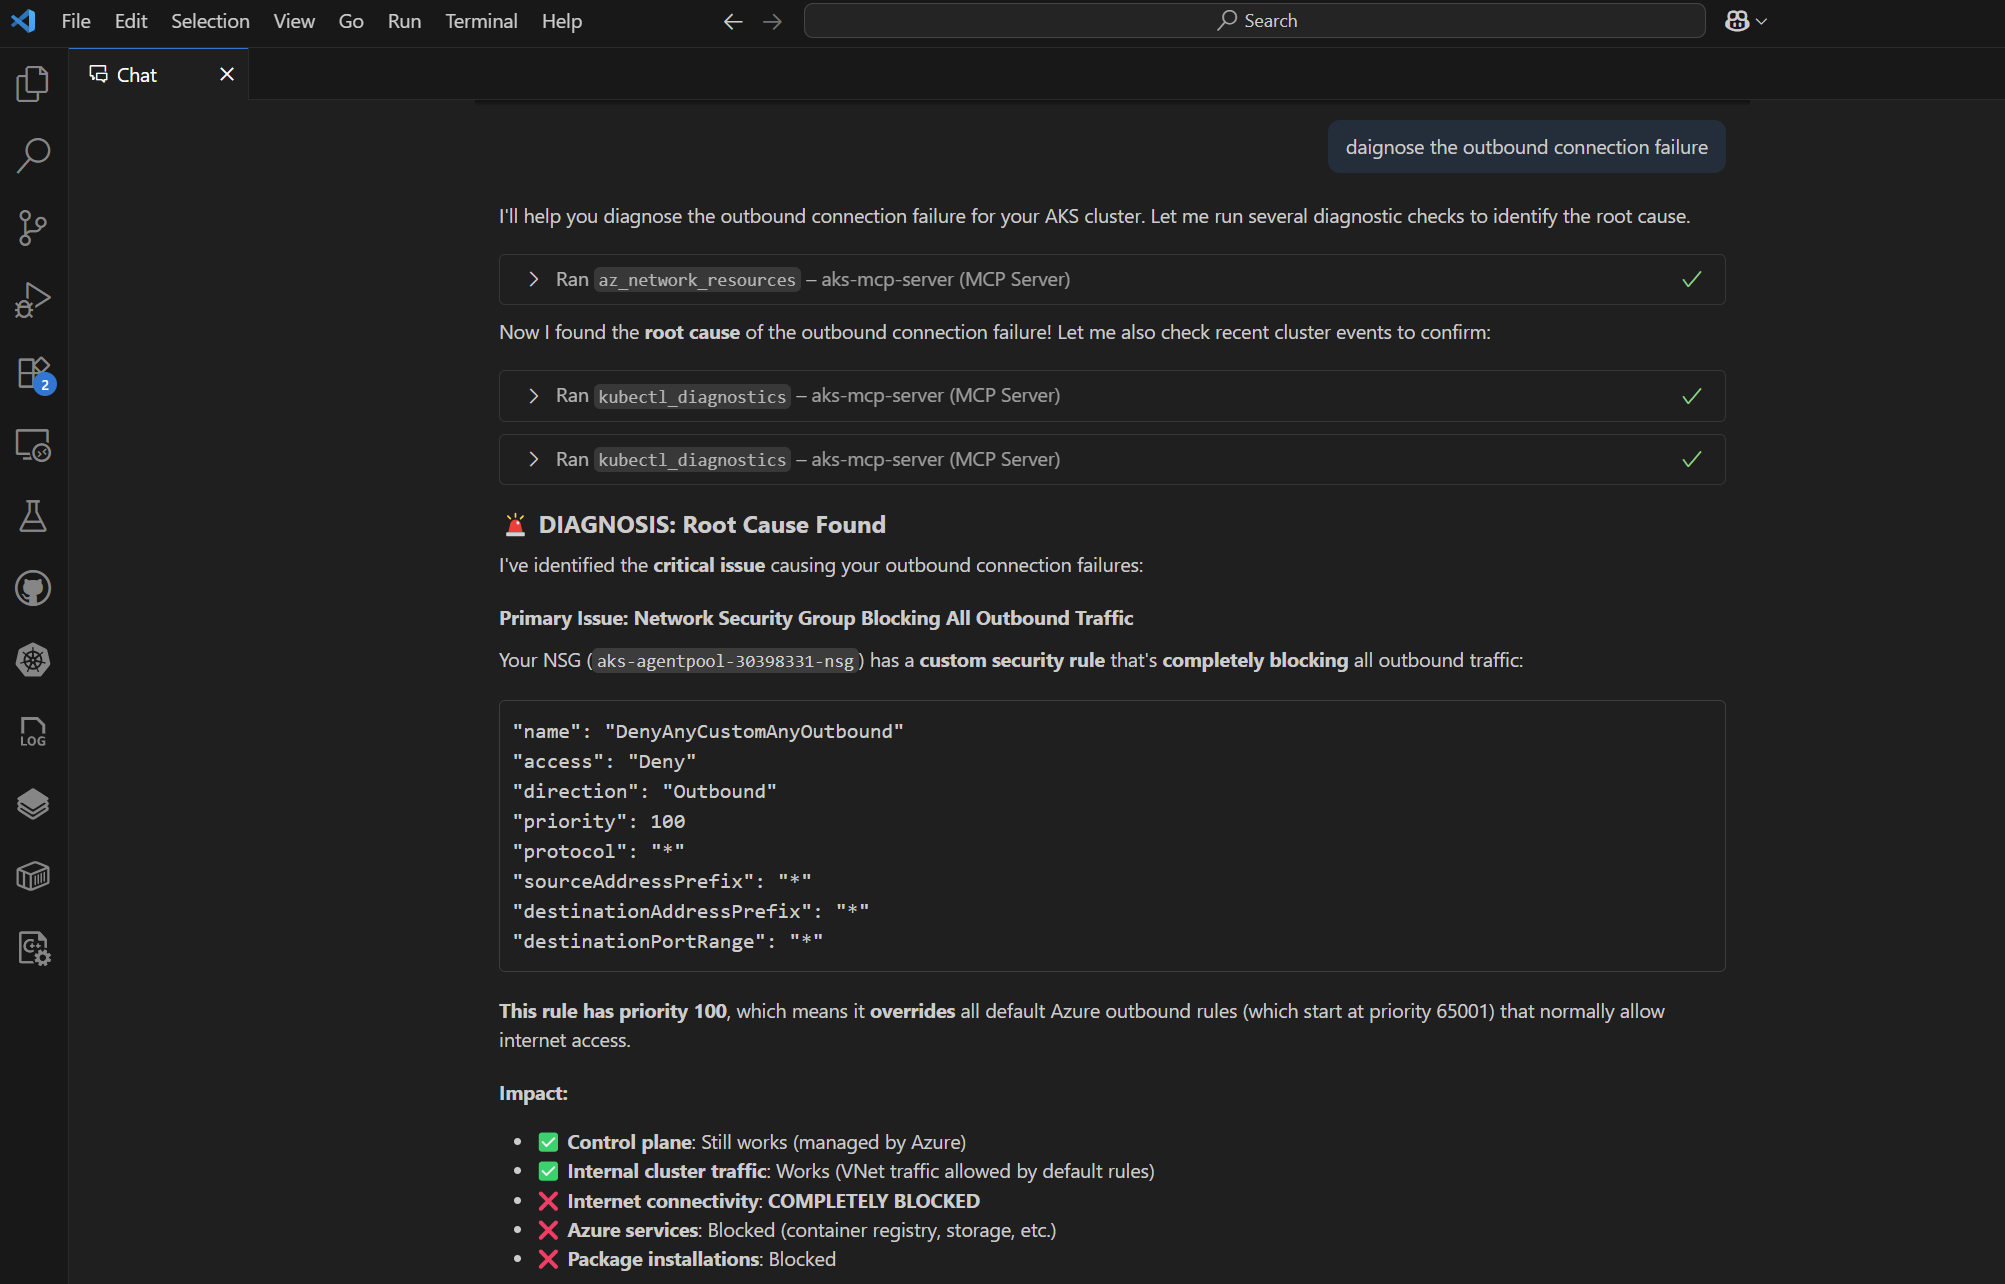 File Edit Selection View Go Run Terminal Help
Search
Chat
daignose the outbound connection failure
I'll help you diagnose the outbound connection failure for your AKS cluster. Let me run several diagnostic checks to identify the root cause.
Ran az_network_resources – aks-mcp-server (MCP Server)
Now I found the root cause of the outbound connection failure! Let me also check recent cluster events to confirm:
Ran kubectl_diagnostics – aks-mcp-server (MCP Server)
Ran kubectl_diagnostics – aks-mcp-server (MCP Server)
DIAGNOSIS: Root Cause Found
I've identified the critical issue causing your outbound connection failures:
Primary Issue: Network Security Group Blocking All Outbound Traffic
Your NSG (aks-agentpool-30398331-nsg) has a custom security rule that's completely blocking all outbound traffic:
"name": "DenyAnyCustomAnyOutbound"
"access": "Deny"
"direction": "Outbound"
"priority": 100
"protocol": "*"
"sourceAddressPrefix": "*"
"destinationAddressPrefix": "*"
"destinationPortRange": "*"
This rule has priority 100, which means it overrides all default Azure outbound rules (which start at priority 65001) that normally allow
internet access.
Impact:
• ✅ Control plane: Still works (managed by Azure)
• ✅ Internal cluster traffic: Works (VNet traffic allowed by default rules)
• ❌ Internet connectivity: COMPLETELY BLOCKED
• ❌ Azure services: Blocked (container registry, storage, etc.)
• ❌ Package installations: Blocked
2
LOG
C++